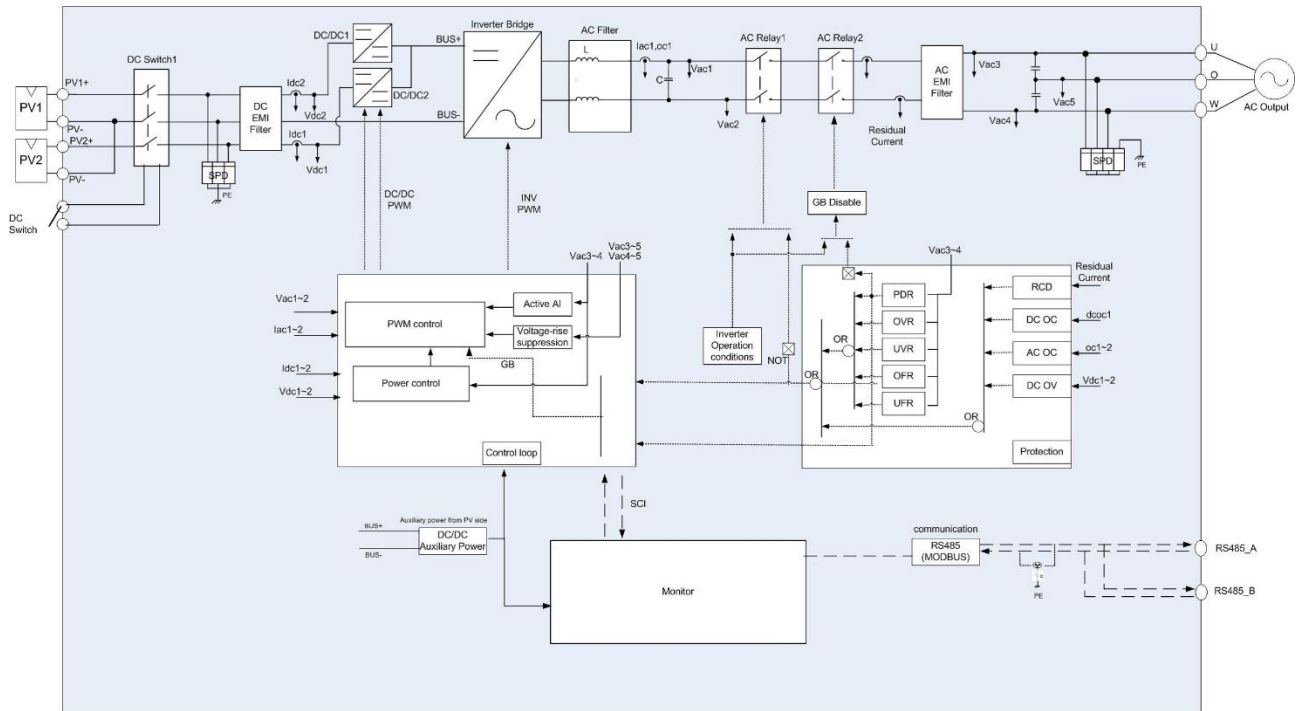 Inverter Bridge
AC Filter
DC/DC1
BUS+
L
Iac1,oc1
AC Relay1
AC Relay2
DC Switch1
PV1+
Idc2
Vac1
Vac3
U
PV1
DC EMI Filter
Vdc2
DC/DC2
C
AC EMI Filter
O
Vac5
PV-
BUS-
Vac2
Vac4
W
AC Output
PV2+
Idc1
Residual Current
PV2
PV-
SPD
PE
Vdc1
SPD
PE
DC Switch
DC/DC PWM
INV PWM
GB Disable
Vac3~5
Vac3~4
Vac4~5
Vac3~4
Residual Current
Vac1~2
Active AI
PDR
RCD
PWM control
OVR
DC OC
dcoc1
Iac1~2
Voltage-rise suppression
Inverter Operation conditions
NOT
OR
UVR
AC OC
oc1~2
GB
Idc1~2
Power control
OR
OFR
DC OV
Vdc1~2
Vdc1~2
UFR
OR
Control loop
Protection
SCI
Auxiliary power from PV side
BUS+
DC/DC Auxiliary Power
BUS-
communication
RS485 (MODBUS)
RS485_A
Monitor
PE
RS485_B